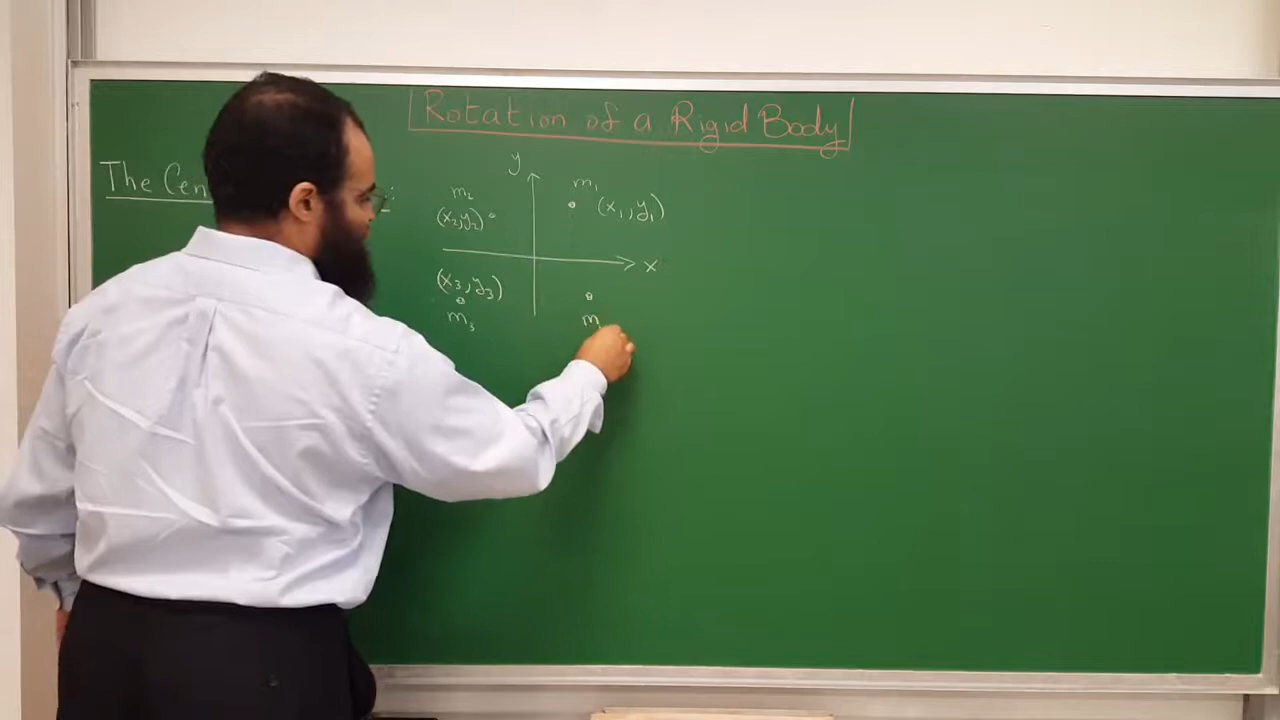 Rotation of a Rigid Body
The Cen :
y
m₂ m₁
(x₂,y₂) (x₁,y₁)
x
(x₃,y₃)
m₃ m